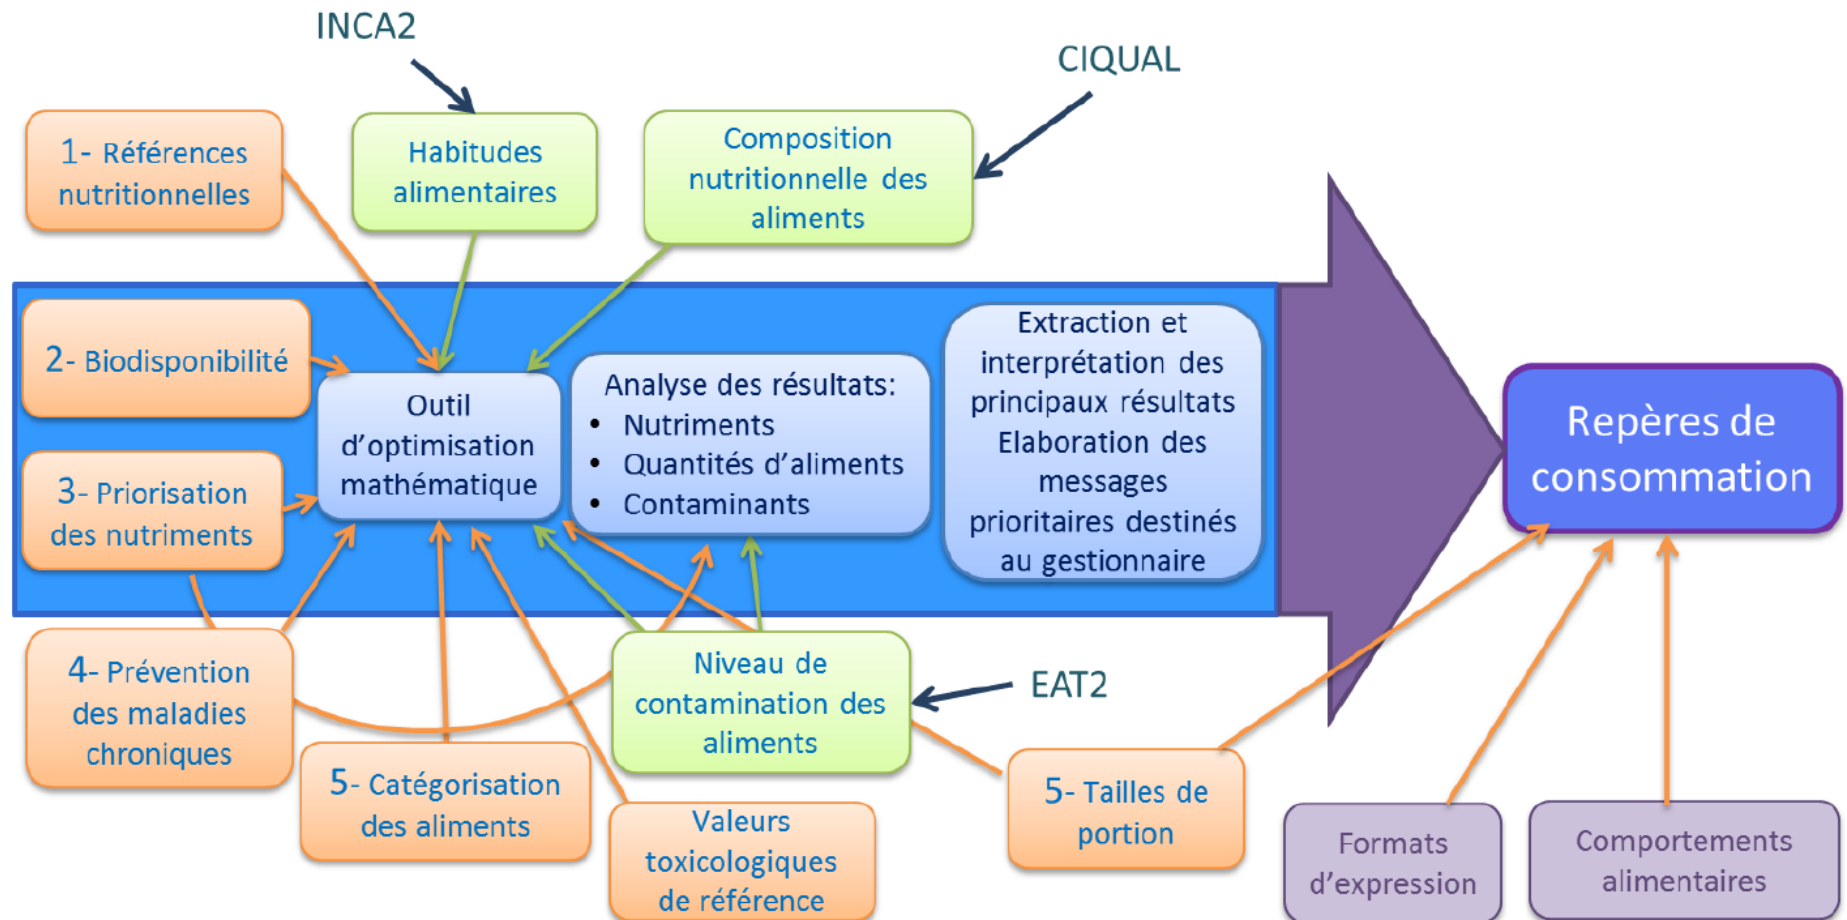 INCA2
CIQUAL
1- Références
nutritionnelles
Habitudes
alimentaires
Composition
nutritionnelle des
aliments
2- Biodisponibilité
3- Priorisation
des nutriments
Outil
d'optimisation
mathématique
Analyse des résultats:
• Nutriments
• Quantités d'aliments
• Contaminants
Extraction et
interprétation des
principaux résultats
Elaboration des
messages
prioritaires destinés
au gestionnaire
Repères de
consommation
4- Prévention
des maladies
chroniques
5- Catégorisation
des aliments
Valeurs
toxicologiques
de référence
Niveau de
contamination des
aliments
EAT2
5- Tailles de
portion
Formats
d'expression
Comportements
alimentaires